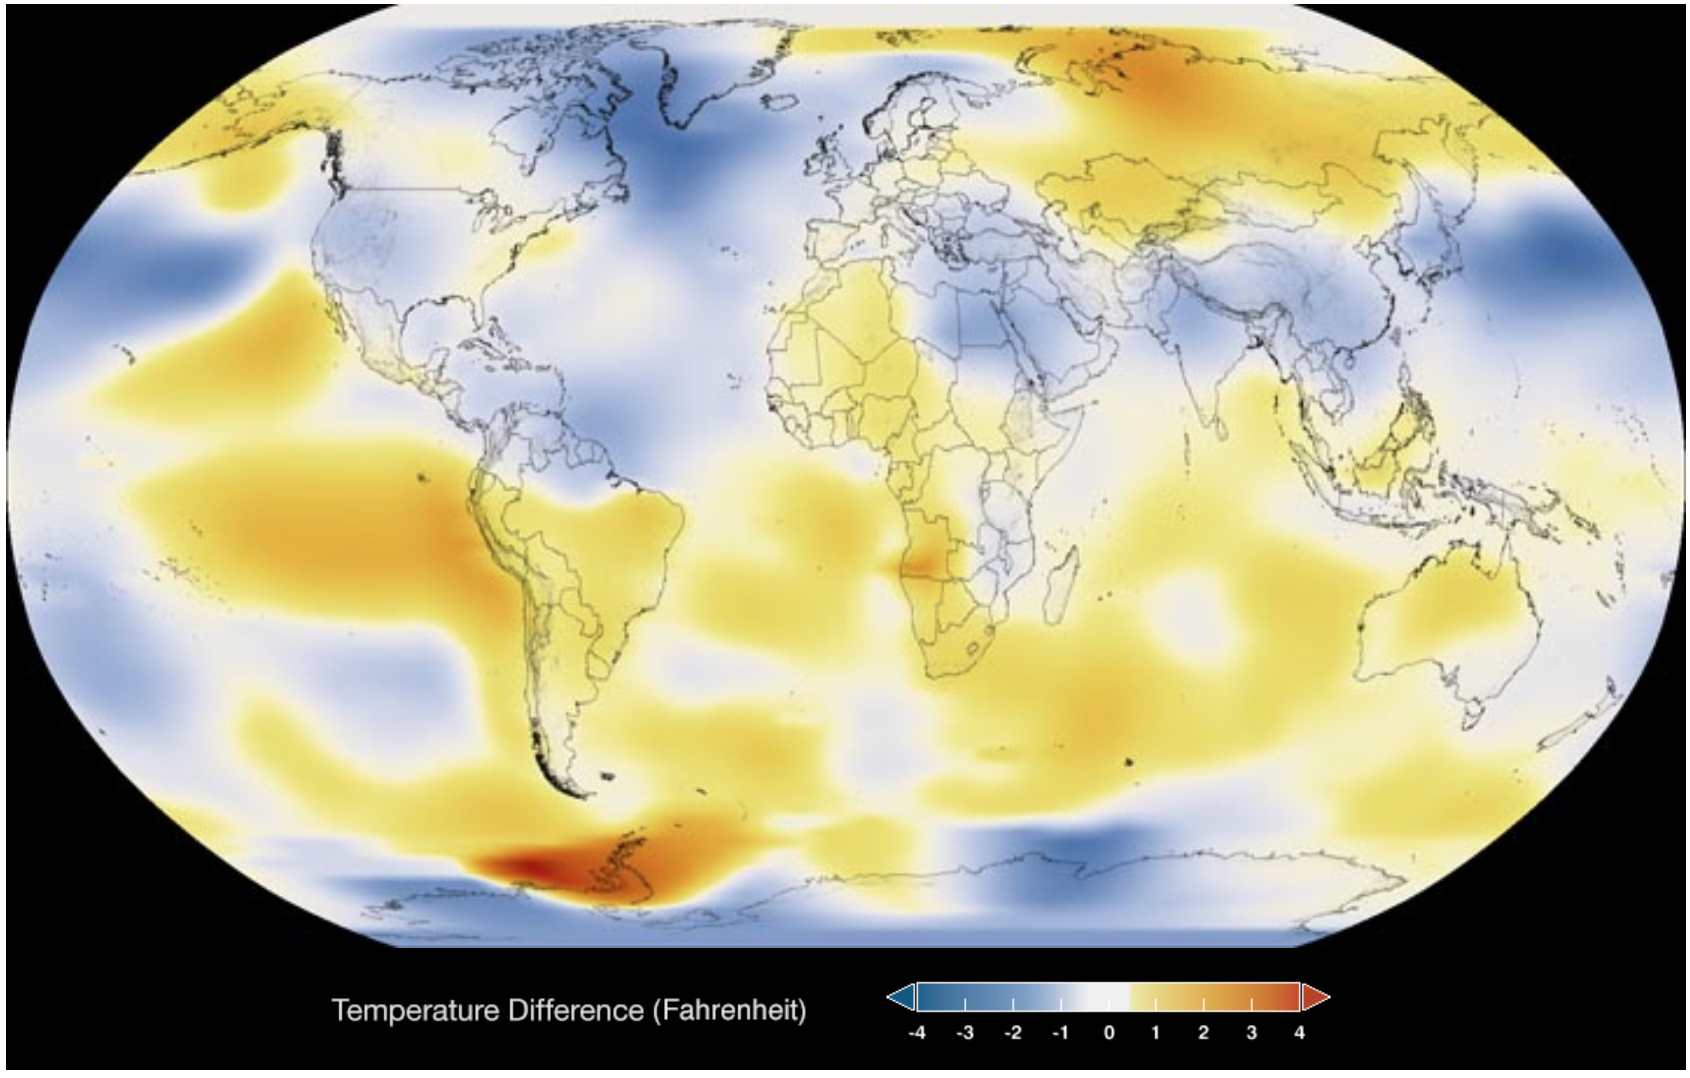 Temperature Difference (Fahrenheit)
-4 -3 -2 -1 0 1 2 3 4